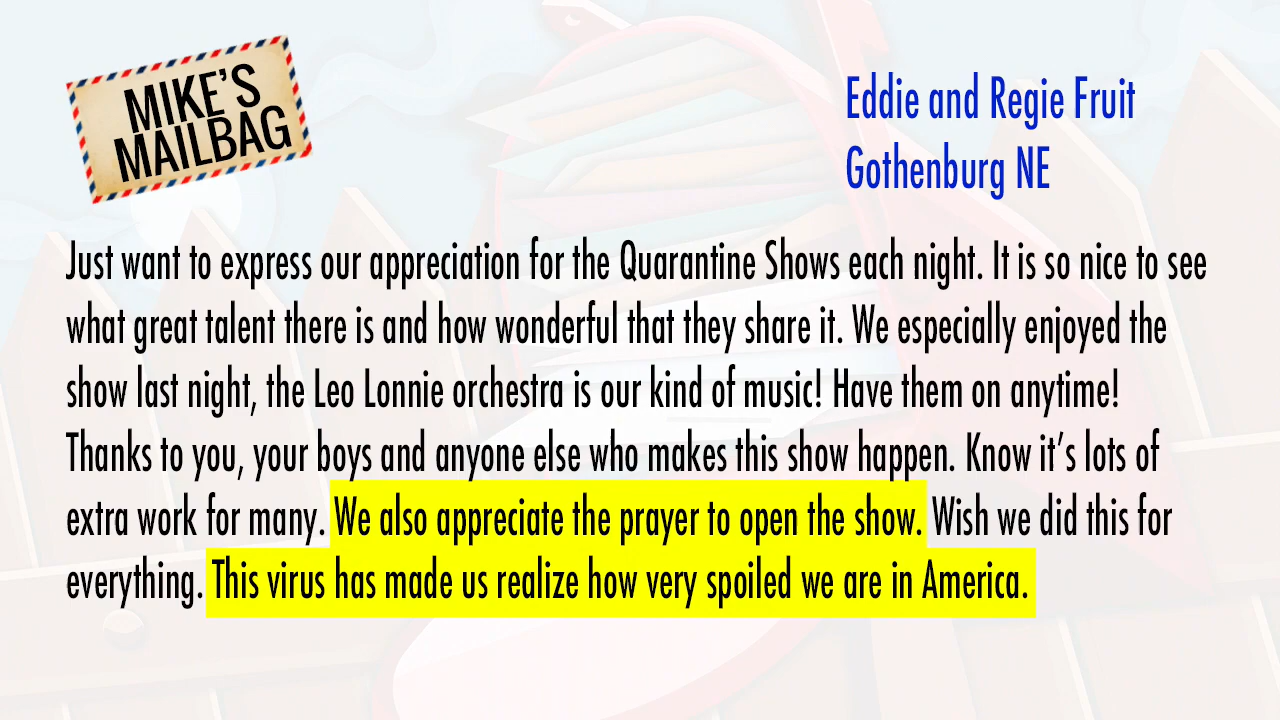 MIKE'S
MAILBAG
Eddie and Regie Fruit
Gothenburg NE
Just want to express our appreciation for the Quarantine Shows each night. It is so nice to see
what great talent there is and how wonderful that they share it. We especially enjoyed the
show last night, the Leo Lonnie orchestra is our kind of music! Have them on anytime!
Thanks to you, your boys and anyone else who makes this show happen. Know it's lots of
extra work for many. We also appreciate the prayer to open the show. Wish we did this for
everything. This virus has made us realize how very spoiled we are in America.